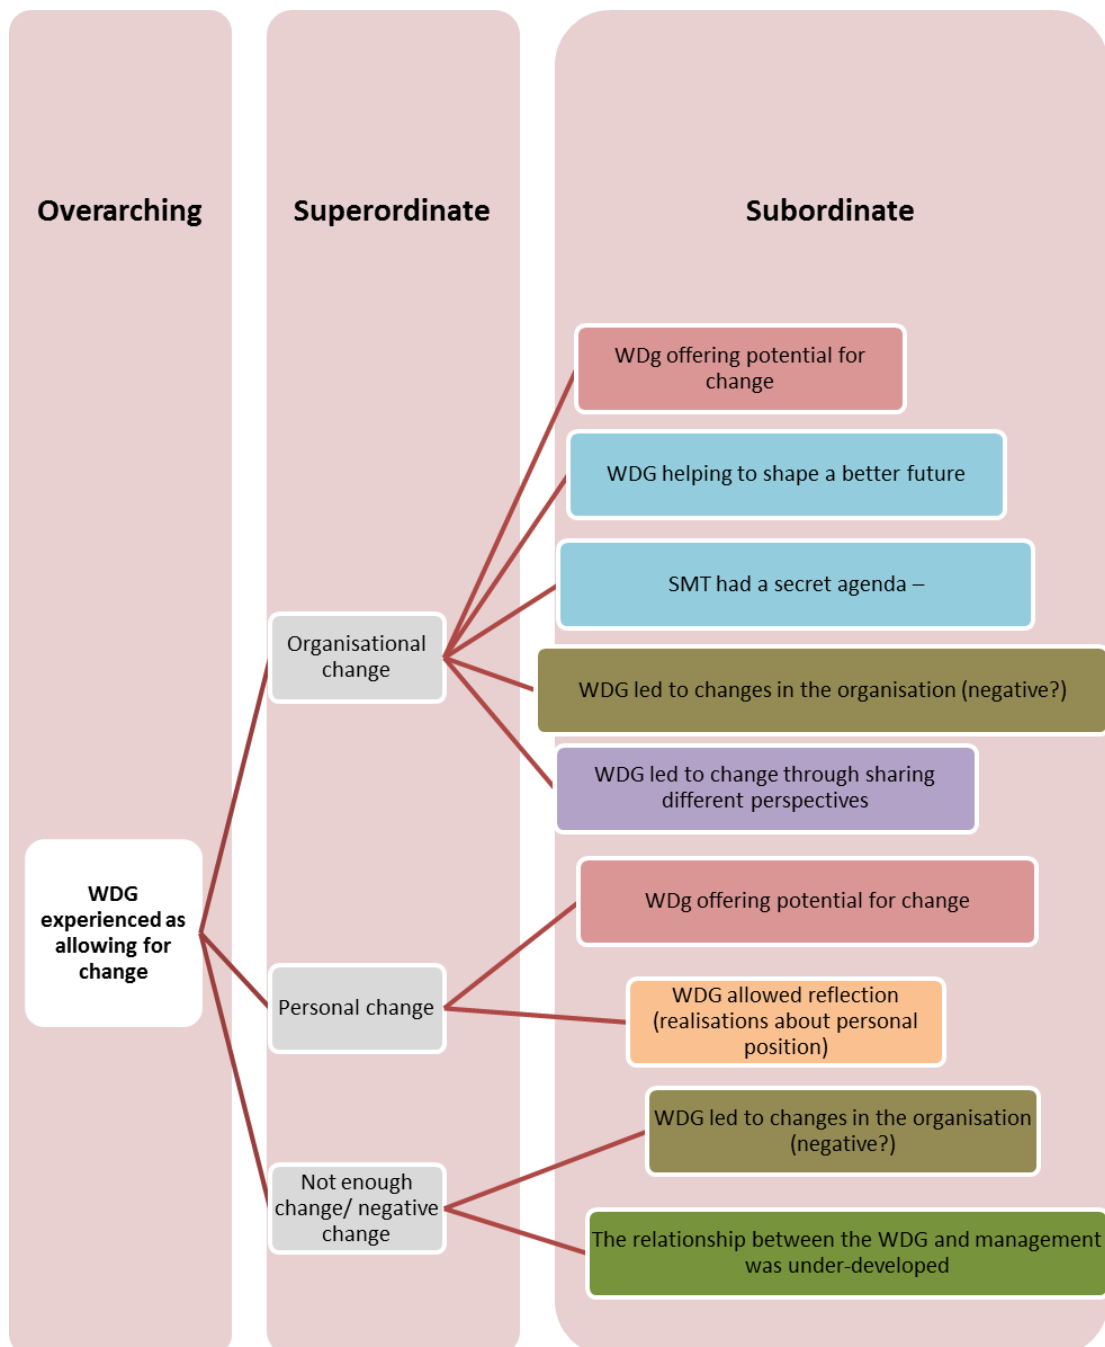 Overarching
Superordinate
Subordinate
WDG
experienced as
allowing for
change
Organisational
change
Personal change
Not enough
change/ negative
change
WDg offering potential for
change
WDG helping to shape a better future
SMT had a secret agenda –
WDG led to changes in the organisation (negative?)
WDG led to change through sharing
different perspectives
WDg offering potential for change
WDG allowed reflection
(realisations about personal
position)
WDG led to changes in the organisation
(negative?)
The relationship between the WDG and management
was under-developed